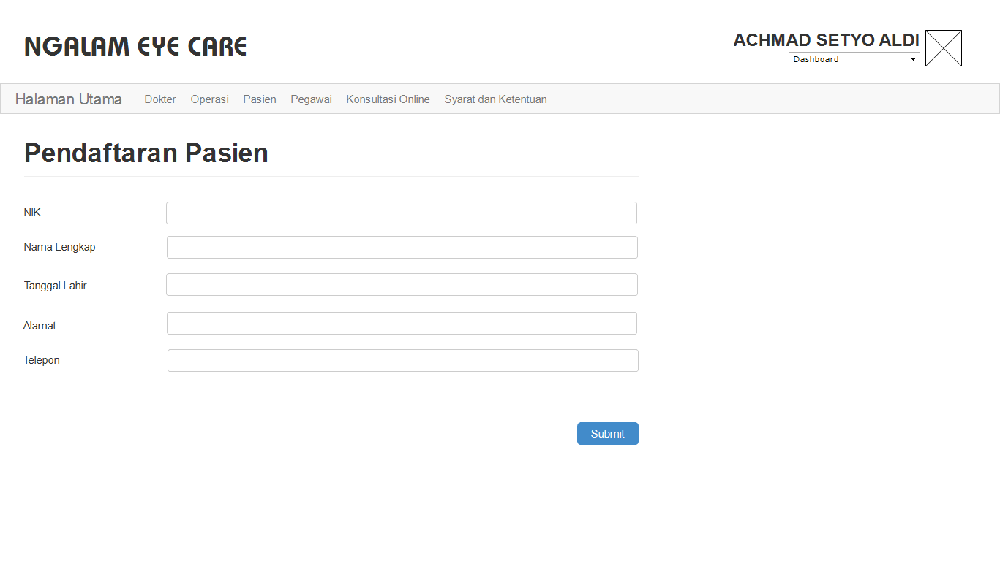 NGALAM EYE CARE
ACHMAD SETYO ALDI
Dashboard
Halaman Utama Dokter Operasi Pasien Pegawai Konsultasi Online Syarat dan Ketentuan
Pendaftaran Pasien
NIK
Nama Lengkap
Tanggal Lahir
Alamat
Telepon
Submit